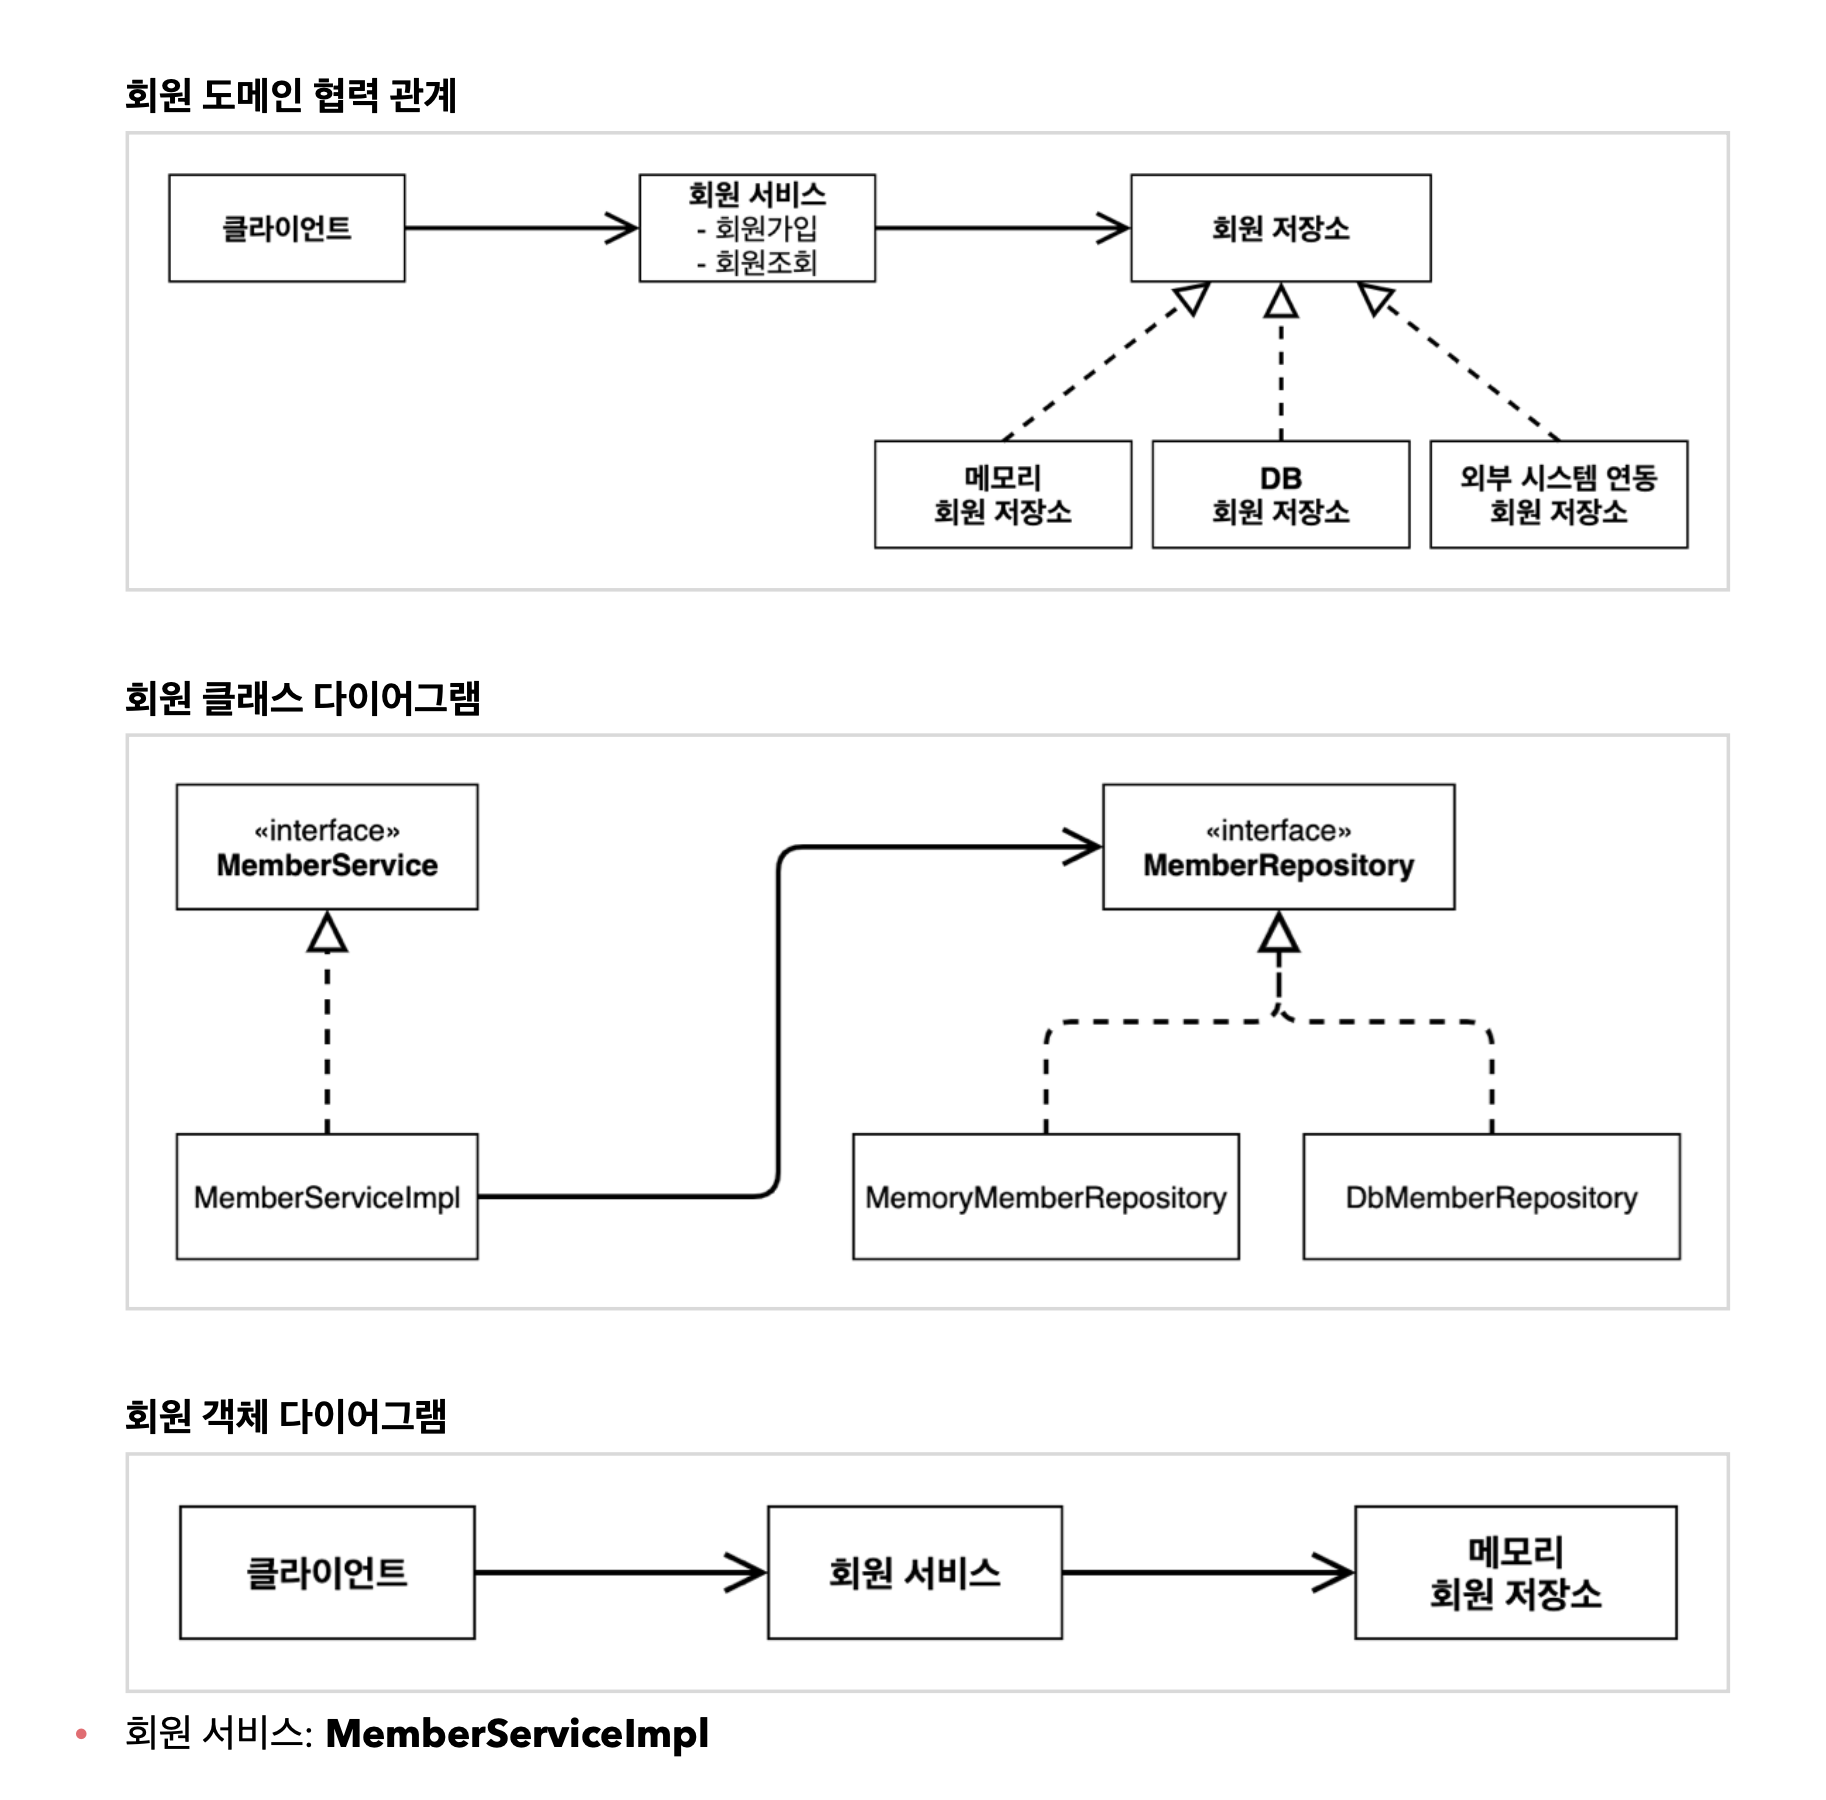 회원 도메인 협력 관계
클라이언트
회원 서비스
- 회원가입
- 회원조회
회원 저장소
메모리
회원 저장소
DB
회원 저장소
외부 시스템 연동
회원 저장소
회원 클래스 다이어그램
«interface»
MemberService
«interface»
MemberRepository
MemberServiceImpl
MemoryMemberRepository
DbMemberRepository
회원 객체 다이어그램
클라이언트
회원 서비스
메모리
회원 저장소
• 회원 서비스: MemberServiceImpl